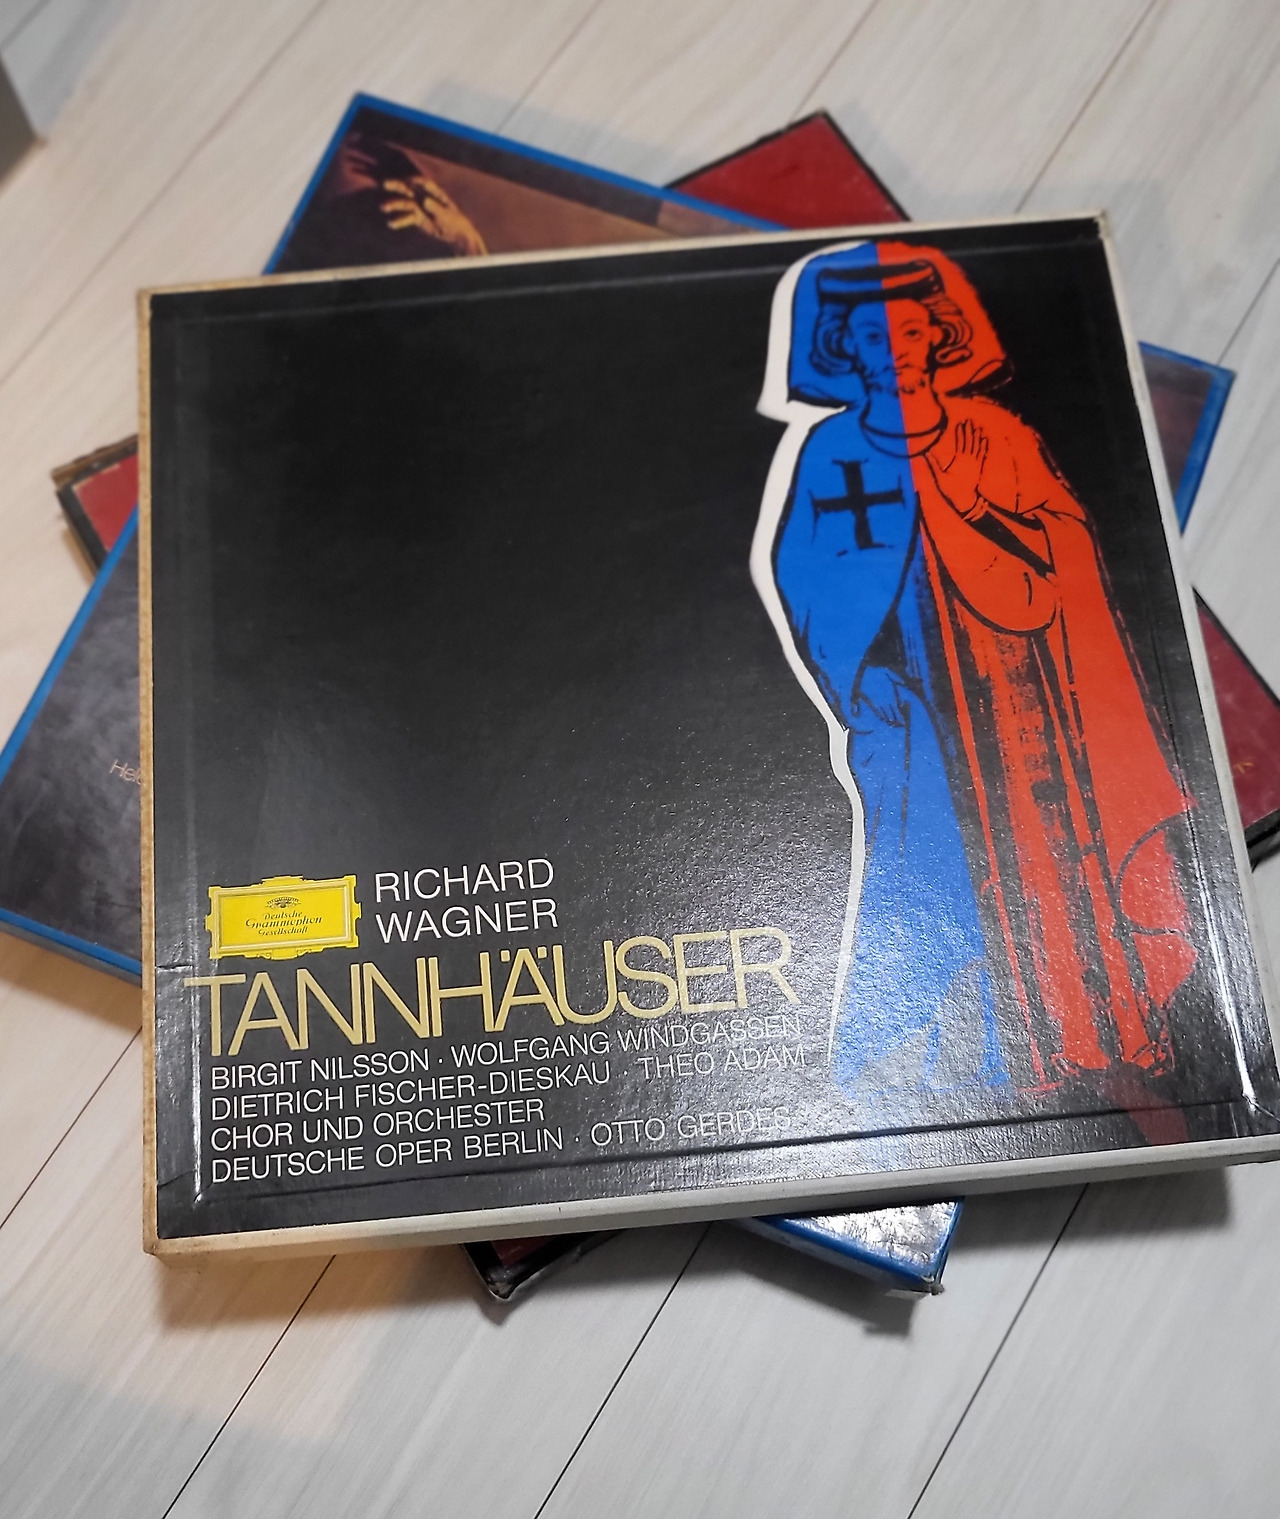 Deutsche
Grammophon
Gesellschaft
RICHARD
WAGNER
TANNHÄUSER
BIRGIT NILSSON · WOLFGANG WINDGASSEN
DIETRICH FISCHER-DIESKAU · THEO ADAM
CHOR UND ORCHESTER
DEUTSCHE OPER BERLIN · OTTO GERDES